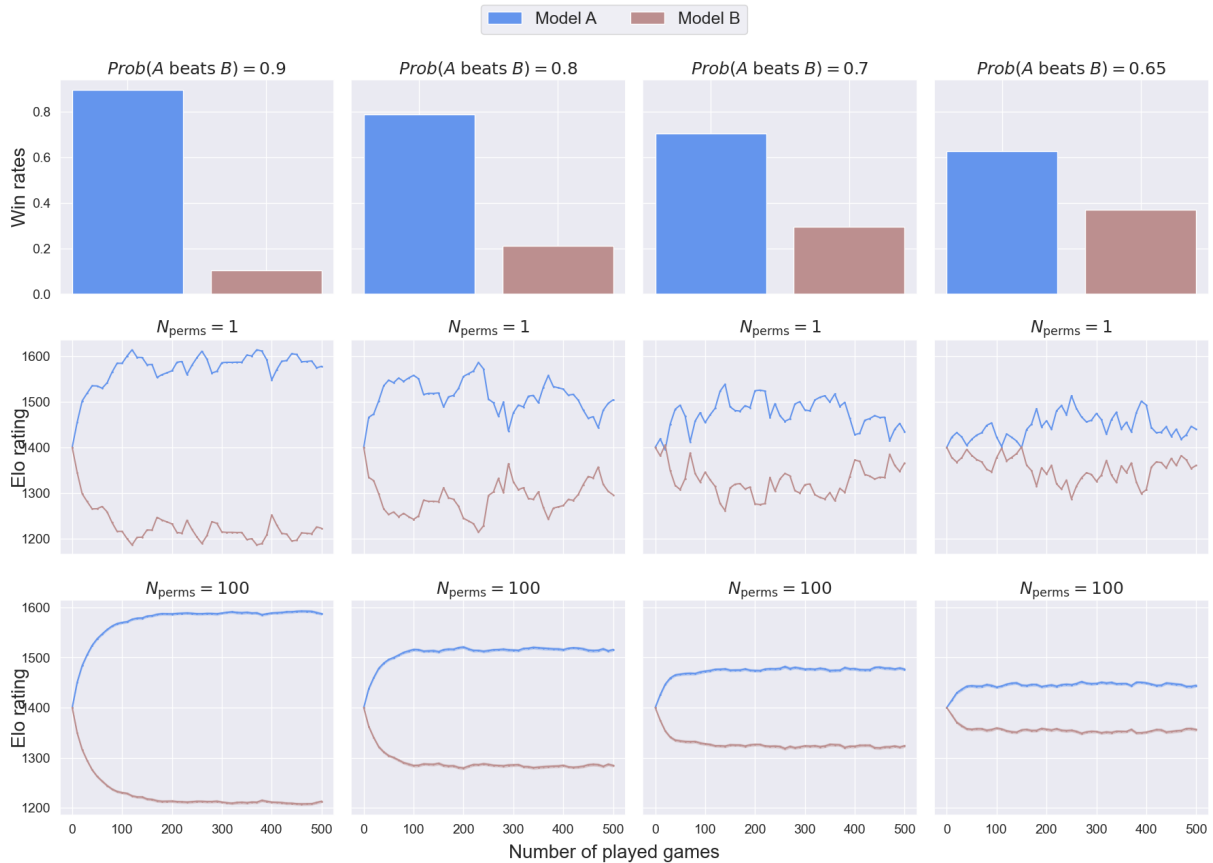 Model A Model B
Prob(A beats B) = 0.9 Prob(A beats B) = 0.8 Prob(A beats B) = 0.7 Prob(A beats B) = 0.65
Win rates
0.8
0.6
0.4
0.2
0.0
N_perms = 1 N_perms = 1 N_perms = 1 N_perms = 1
Elo rating
1600
1500
1400
1300
1200
N_perms = 100 N_perms = 100 N_perms = 100 N_perms = 100
Elo rating
1600
1500
1400
1300
1200
0 100 200 300 400 500 0 100 200 300 400 500 0 100 200 300 400 500 0 100 200 300 400 500
Number of played games